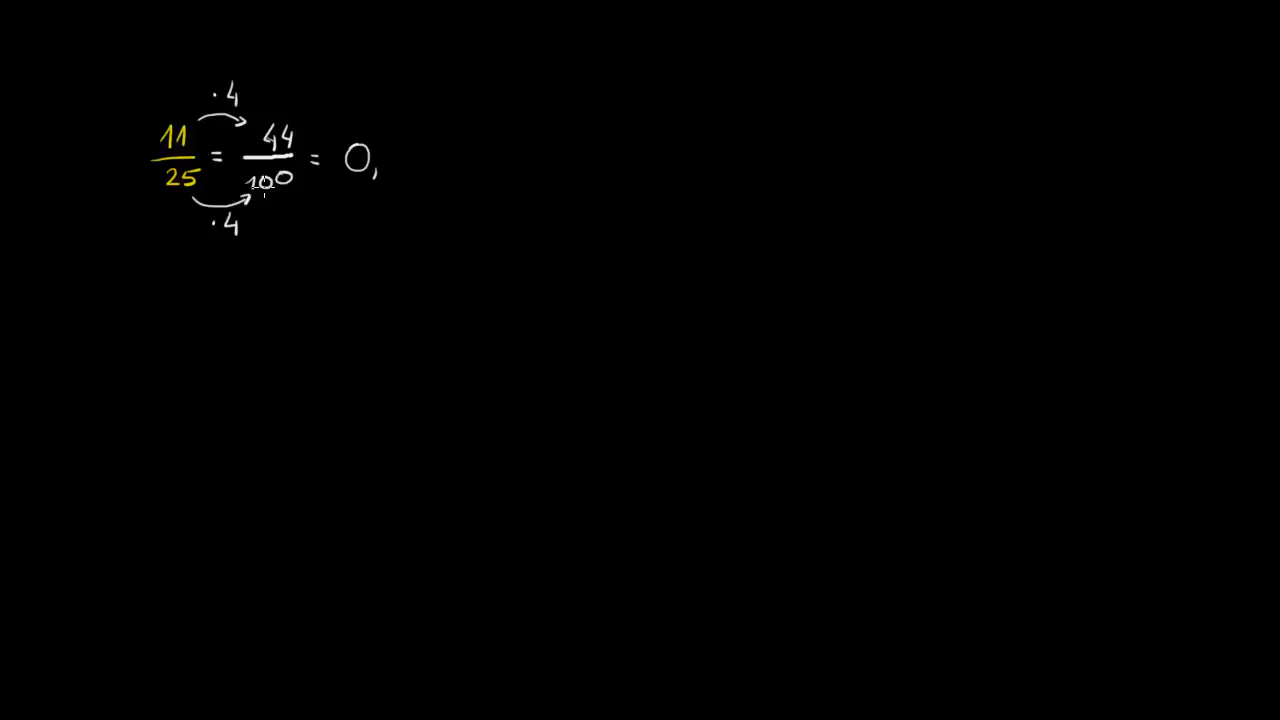 · 4
11/25 = 44/100 = 0,
· 4